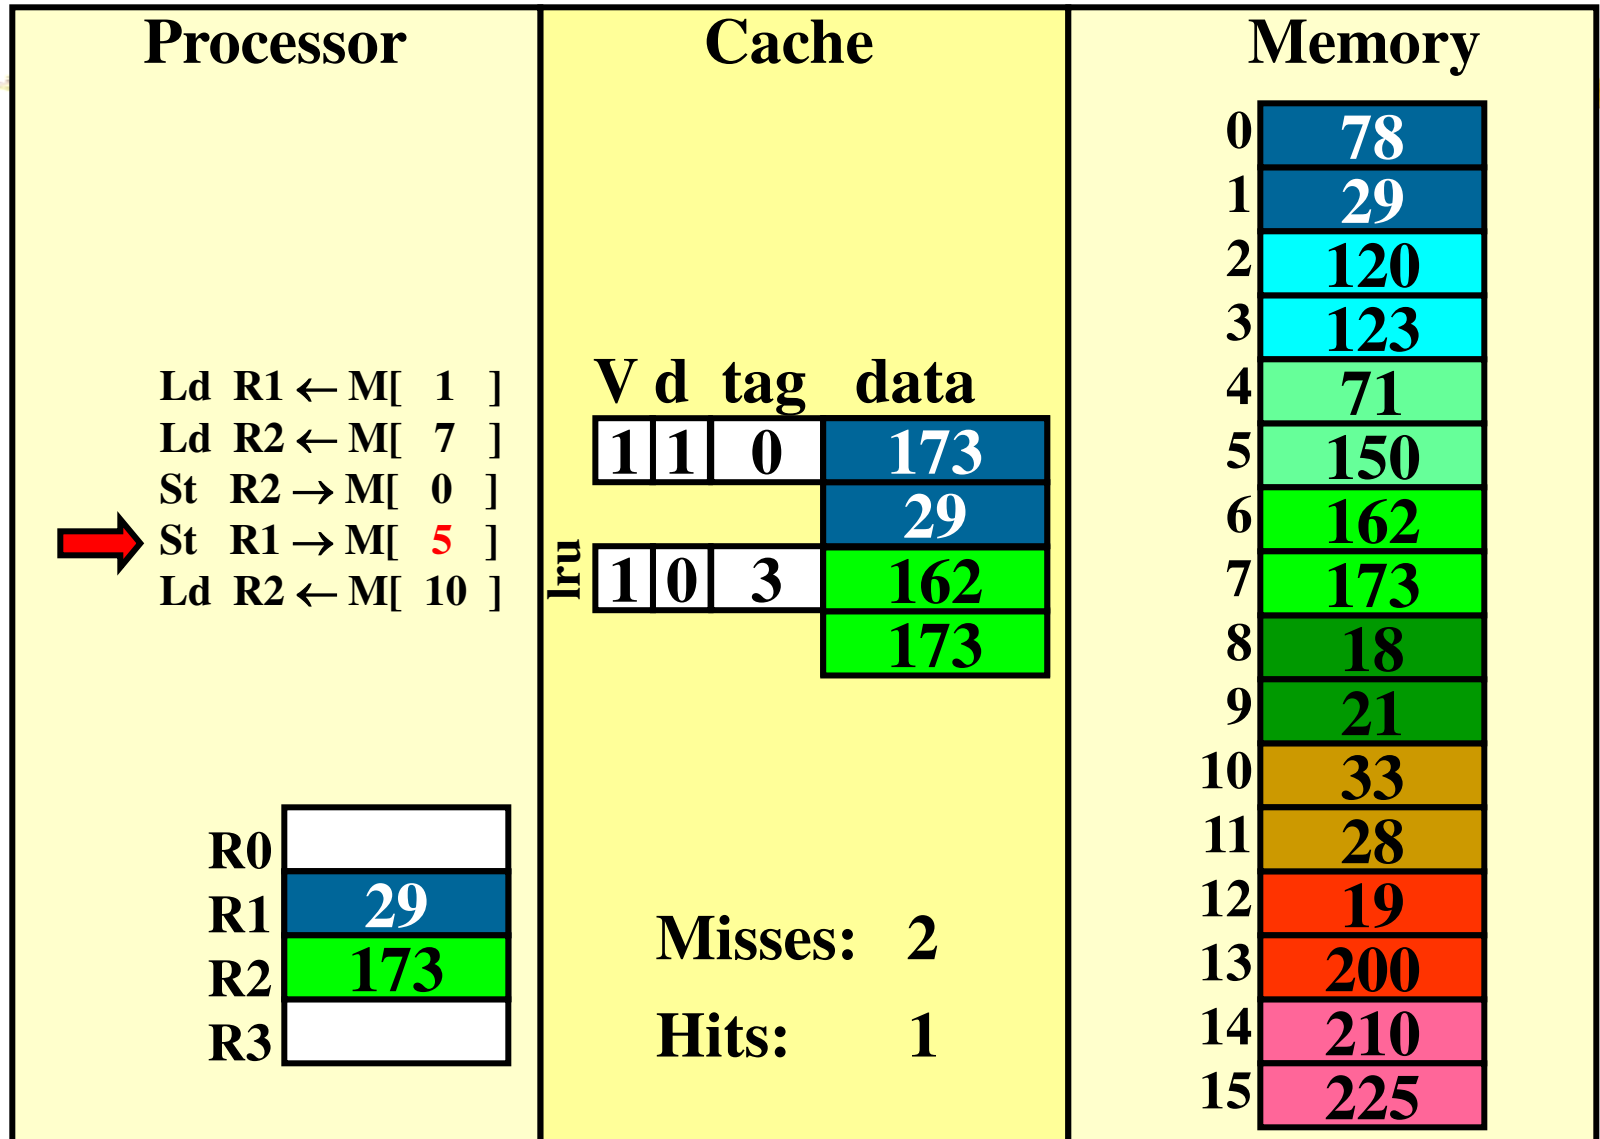 Processor
Cache
Memory
Ld R1 ← M[ 1 ]
Ld R2 ← M[ 7 ]
St R2 → M[ 0 ]
St R1 → M[ 5 ]
Ld R2 ← M[ 10 ]
R0
R1 29
R2 173
R3
V d tag data
1 1 0 173
29
lru
1 0 3 162
173
Misses: 2
Hits: 1
0 78
1 29
2 120
3 123
4 71
5 150
6 162
7 173
8 18
9 21
10 33
11 28
12 19
13 200
14 210
15 225